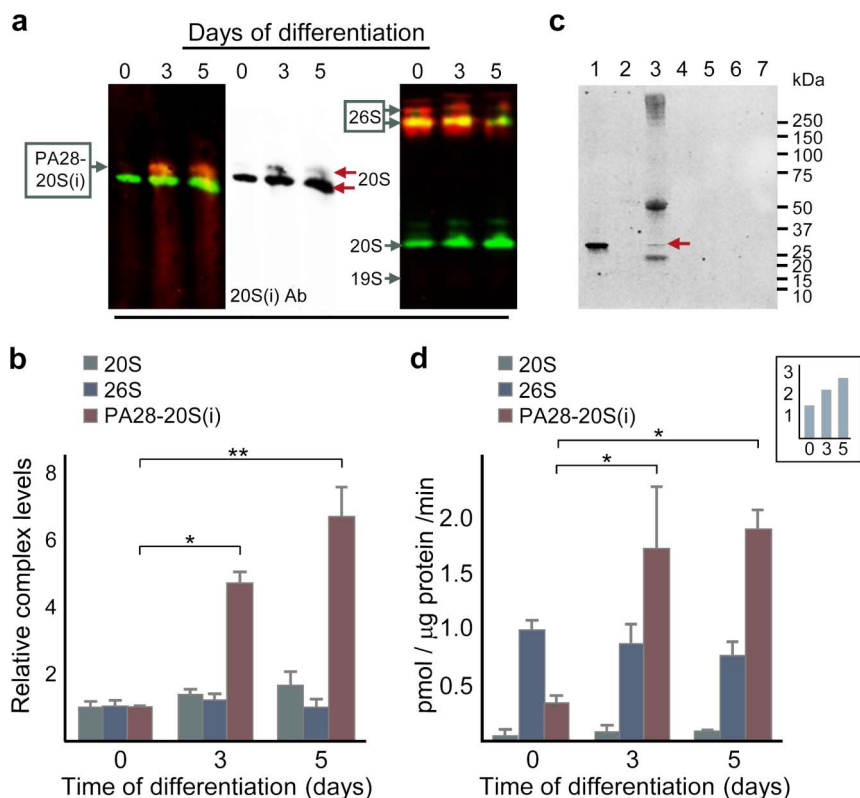 a
Days of differentiation
0 3 5 0 3 5 0 3 5
PA28-
20S(i)
26S
20S
20S
19S
20S(i) Ab
c
1 2 3 4 5 6 7
kDa
250
150
100
75
50
37
25
20
15
10
b
20S
26S
PA28-20S(i)
Relative complex levels
8
6
4
2
*
**
0 3 5
Time of differentiation (days)
d
20S
26S
PA28-20S(i)
3
2
1
0 3 5
pmol / μg protein /min
2.0
1.5
1.0
0.5
*
*
0 3 5
Time of differentiation (days)